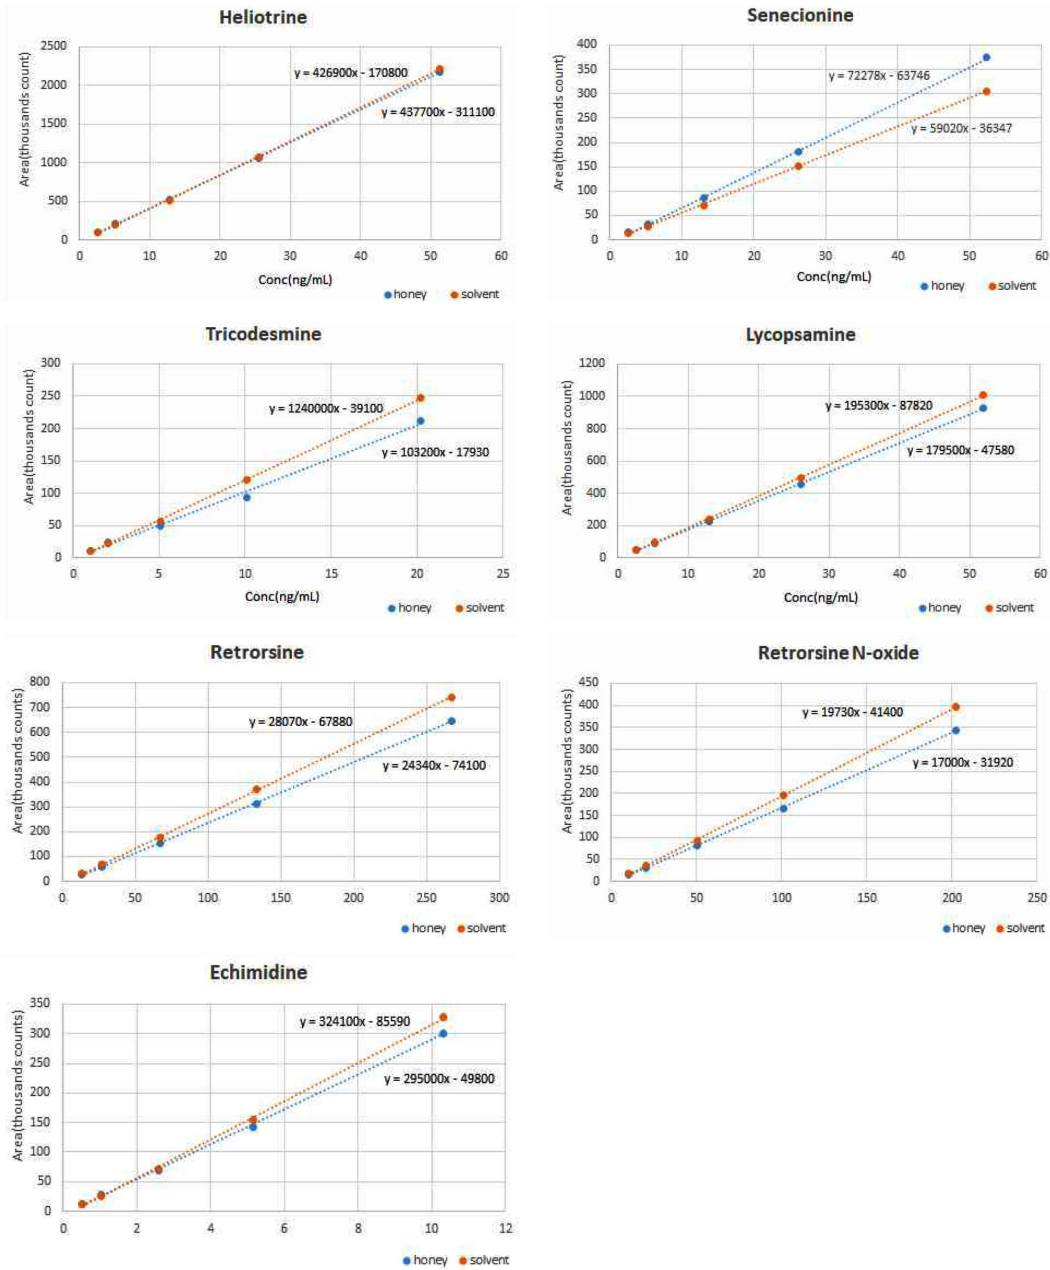 Heliotrine
Area(thousands count)
2500
2000
1500
1000
500
0
y = 426900x - 170800
y = 437700x - 311100
0 10 20 30 40 50 60
Conc(ng/mL)
honey solvent
Senecionine
Area(thousands count)
400
350
300
250
200
150
100
50
0
y = 72278x - 63746
y = 59020x - 36347
0 10 20 30 40 50 60
Conc(ng/mL)
honey solvent
Tricodesmine
Area(thousands count)
300
250
200
150
100
50
0
y = 1240000x - 39100
y = 103200x - 17930
0 5 10 15 20 25
Conc(ng/mL)
honey solvent
Lycopsamine
Area(thousands count)
1200
1000
800
600
400
200
0
y = 195300x - 87820
y = 179500x - 47580
0 10 20 30 40 50 60
Conc(ng/mL)
honey solvent
Retrorsine
Area(thousands counts)
800
700
600
500
400
300
200
100
0
y = 28070x - 67880
y = 24340x - 74100
0 50 100 150 200 250 300
honey solvent
Retrorsine N-oxide
Area(thousands counts)
450
400
350
300
250
200
150
100
50
0
y = 19730x - 41400
y = 17000x - 31920
0 50 100 150 200 250
honey solvent
Echimidine
Area(thousands counts)
350
300
250
200
150
100
50
0
y = 324100x - 85590
y = 295000x - 49800
0 2 4 6 8 10 12
honey solvent